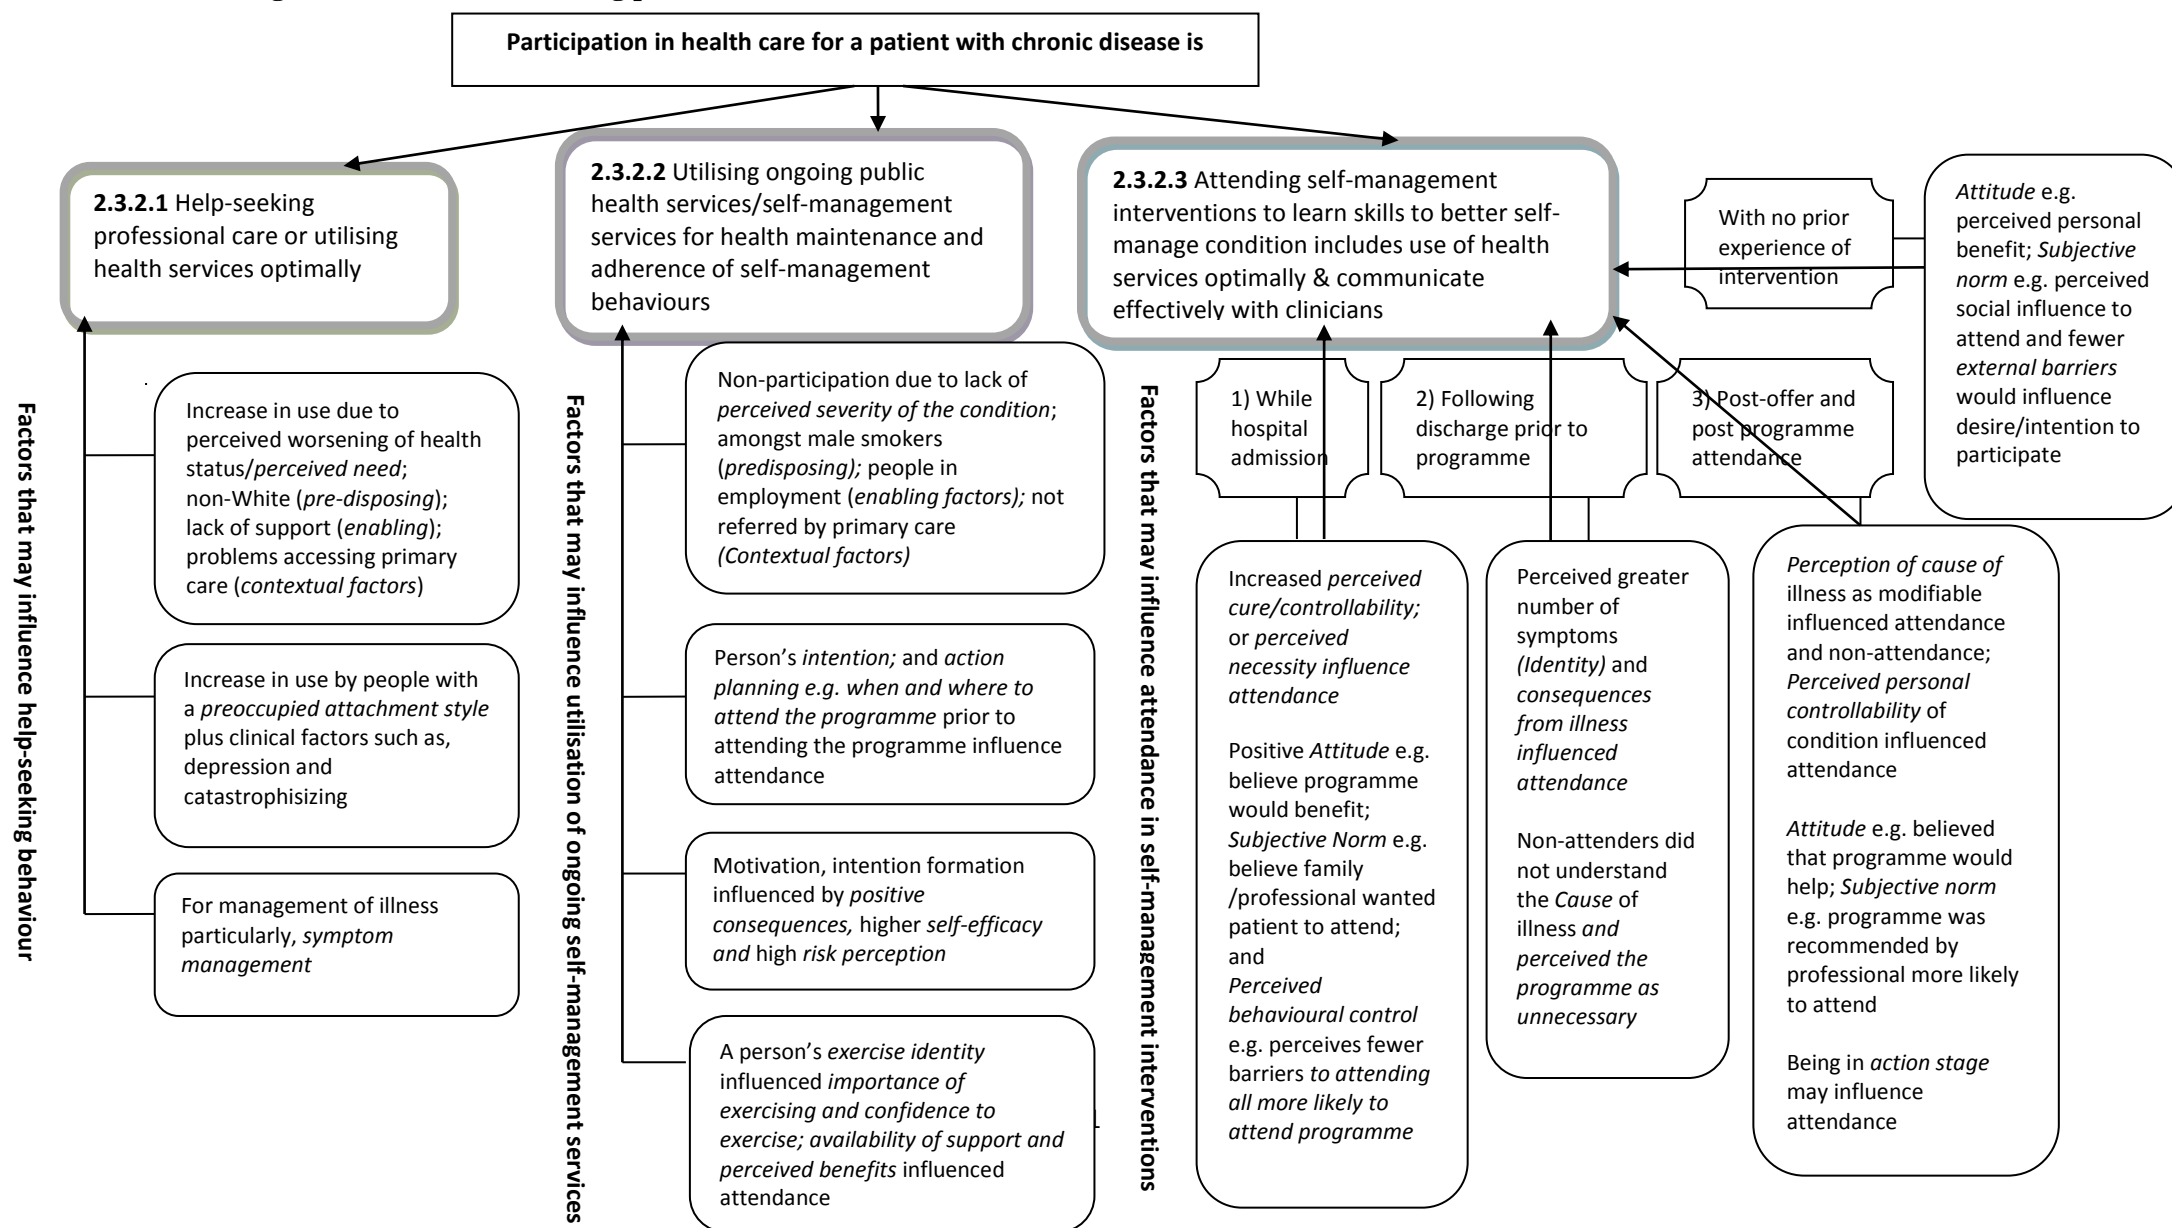 Participation in health care for a patient with chronic disease is
2.3.2.1 Help-seeking
professional care or utilising
health services optimally
2.3.2.2 Utilising ongoing public
health services/self-management
services for health maintenance and
adherence of self-management
behaviours
2.3.2.3 Attending self-management
interventions to learn skills to better self-
manage condition includes use of health
services optimally & communicate
effectively with clinicians
With no prior
experience of
intervention
Attitude e.g.
perceived personal
benefit; Subjective
norm e.g. perceived
social influence to
attend and fewer
external barriers
would influence
desire/intention to
participate
Factors that may influence help-seeking behaviour
Increase in use due to
perceived worsening of health
status/perceived need;
non-White (pre-disposing);
lack of support (enabling);
problems accessing primary
care (contextual factors)
Increase in use by people with
a preoccupied attachment style
plus clinical factors such as,
depression and
catastrophisizing
For management of illness
particularly, symptom
management
Factors that may influence utilisation of ongoing self-management services
Non-participation due to lack of
perceived severity of the condition;
amongst male smokers
(predisposing); people in
employment (enabling factors); not
referred by primary care
(Contextual factors)
Person's intention; and action
planning e.g. when and where to
attend the programme prior to
attending the programme influence
attendance
Motivation, intention formation
influenced by positive
consequences, higher self-efficacy
and high risk perception
A person's exercise identity
influenced importance of
exercising and confidence to
exercise; availability of support and
perceived benefits influenced
attendance
Factors that may influence attendance in self-management interventions
1) While
hospital
admission
2) Following
discharge prior to
programme
3) Post-offer and
post programme
attendance
Increased perceived
cure/controllability;
or perceived
necessity influence
attendance
Positive Attitude e.g.
believe programme
would benefit;
Subjective Norm e.g.
believe family
/professional wanted
patient to attend;
and
Perceived
behavioural control
e.g. perceives fewer
barriers to attending
all more likely to
attend programme
Perceived greater
number of
symptoms
(Identity) and
consequences
from illness
influenced
attendance
Non-attenders did
not understand
the Cause of
illness and
perceived the
programme as
unnecessary
Perception of cause of
illness as modifiable
influenced attendance
and non-attendance;
Perceived personal
controllability of
condition influenced
attendance
Attitude e.g. believed
that programme would
help; Subjective norm
e.g. programme was
recommended by
professional more likely
to attend
Being in action stage
may influence
attendance